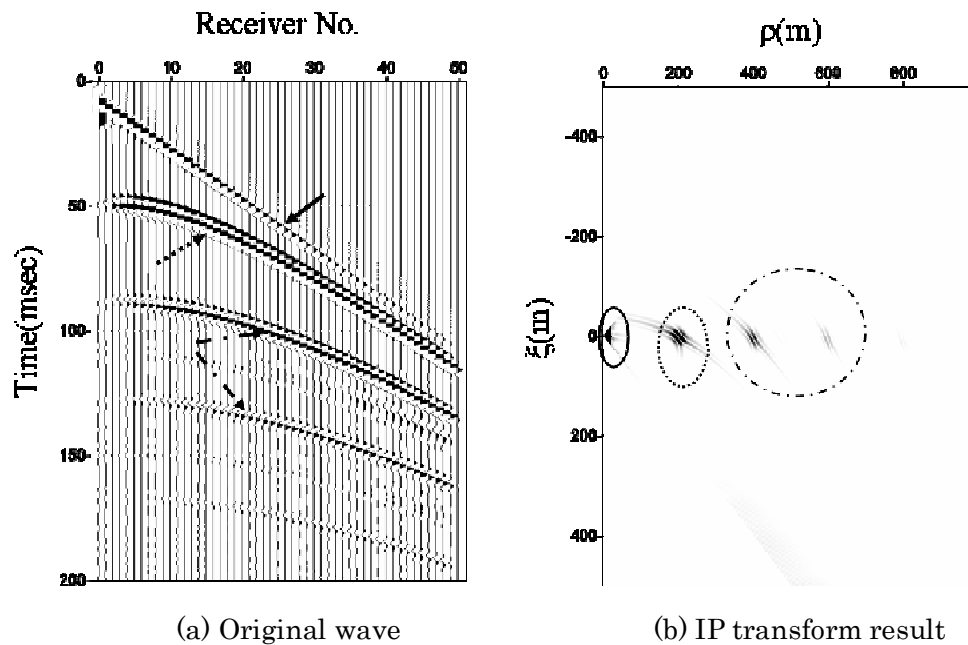 Receiver No.
0 10 20 30 40 50
Time(msec)
0
50
100
150
200
(a) Original wave
ρ(m)
0 200 400 600 800
ξ(m)
-400
-200
0
200
400
(b) IP transform result